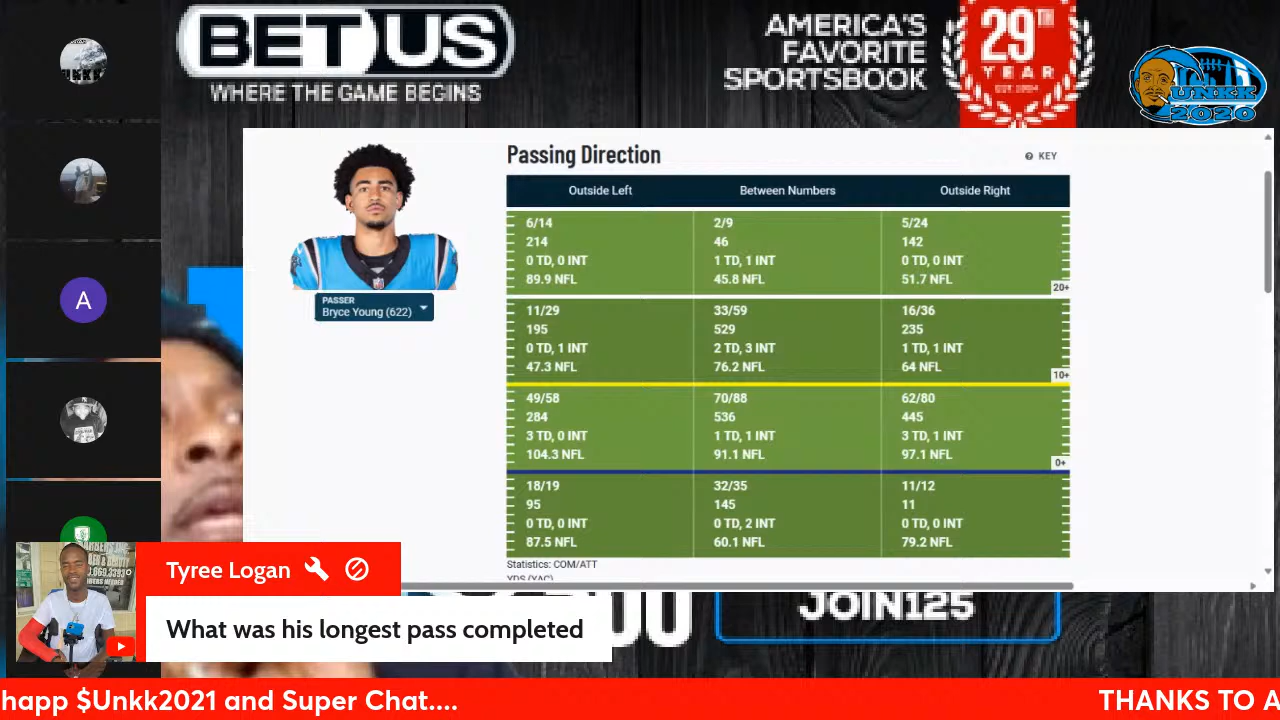 BETUS
WHERE THE GAME BEGINS
AMERICA'S
FAVORITE
SPORTSBOOK
29TH
YEAR
UNKK
2020
Passing Direction
KEY
Outside Left Between Numbers Outside Right
6/14 2/9 5/24
214 46 142
0 TD, 0 INT 1 TD, 1 INT 0 TD, 0 INT
89.9 NFL 45.8 NFL 51.7 NFL
20+
PASSER
Bryce Young (622)
11/29 33/59 16/36
195 529 235
0 TD, 1 INT 2 TD, 3 INT 1 TD, 1 INT
47.3 NFL 76.2 NFL 64 NFL
10+
49/58 70/88 62/80
284 536 445
3 TD, 0 INT 1 TD, 1 INT 3 TD, 1 INT
104.3 NFL 91.1 NFL 97.1 NFL
0+
18/19 32/35 11/12
95 145 11
0 TD, 0 INT 0 TD, 2 INT 0 TD, 0 INT
87.5 NFL 60.1 NFL 79.2 NFL
Statistics: COM/ATT
YDS (YAC)
A
Tyree Logan
What was his longest pass completed
JOIN125
happ $Unkk2021 and Super Chat.... THANKS TO A